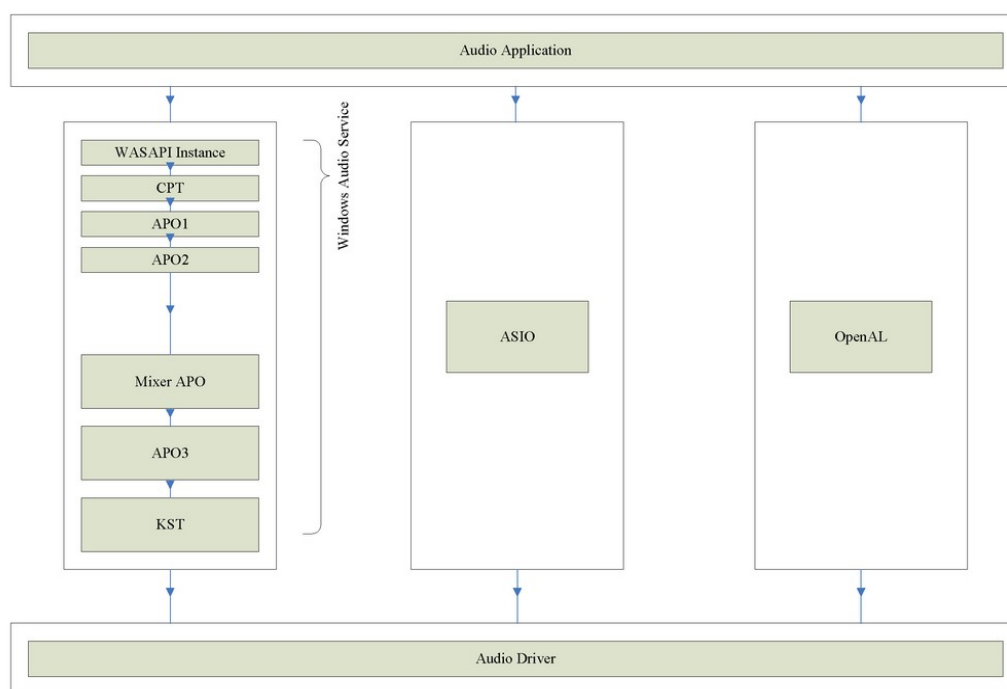 Audio Application
WASAPI Instance
CPT
APO1
APO2
Mixer APO
APO3
KST
Windows Audio Service
ASIO
OpenAL
Audio Driver